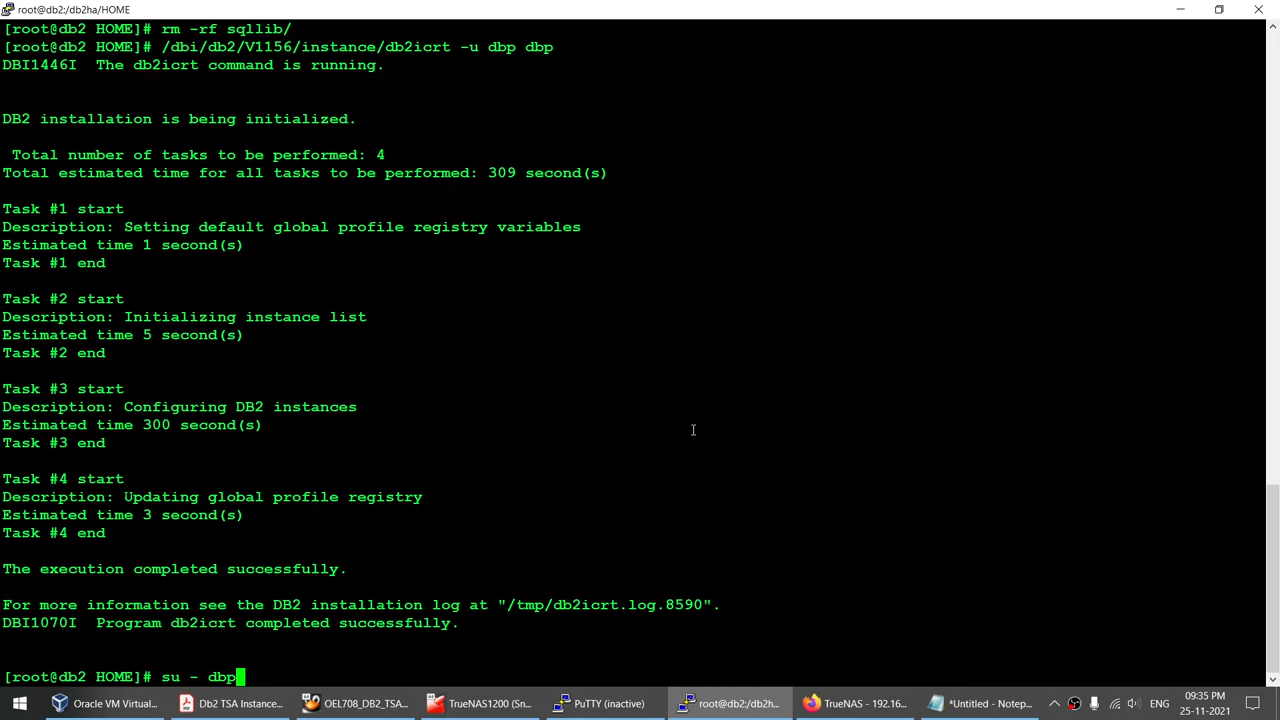 root@db2:/db2ha/HOME
[root@db2 HOME]# rm -rf sqllib/
[root@db2 HOME]# /dbi/db2/V1156/instance/db2icrt -u dbp dbp
DBI1446I  The db2icrt command is running.
DB2 installation is being initialized.
Total number of tasks to be performed: 4
Total estimated time for all tasks to be performed: 309 second(s)
Task #1 start
Description: Setting default global profile registry variables
Estimated time 1 second(s)
Task #1 end
Task #2 start
Description: Initializing instance list
Estimated time 5 second(s)
Task #2 end
Task #3 start
Description: Configuring DB2 instances
Estimated time 300 second(s)
Task #3 end
Task #4 start
Description: Updating global profile registry
Estimated time 3 second(s)
Task #4 end
The execution completed successfully.
For more information see the DB2 installation log at "/tmp/db2icrt.log.8590".
DBI1070I  Program db2icrt completed successfully.
[root@db2 HOME]# su - dbp
Oracle VM Virtual... Db2 TSA Instance... OEL708_DB2_TSA... TrueNAS1200 (Sn... PuTTY (inactive) root@db2:/db2h... TrueNAS - 192.16... *Untitled - Notep... ENG 09:35 PM
25-11-2021